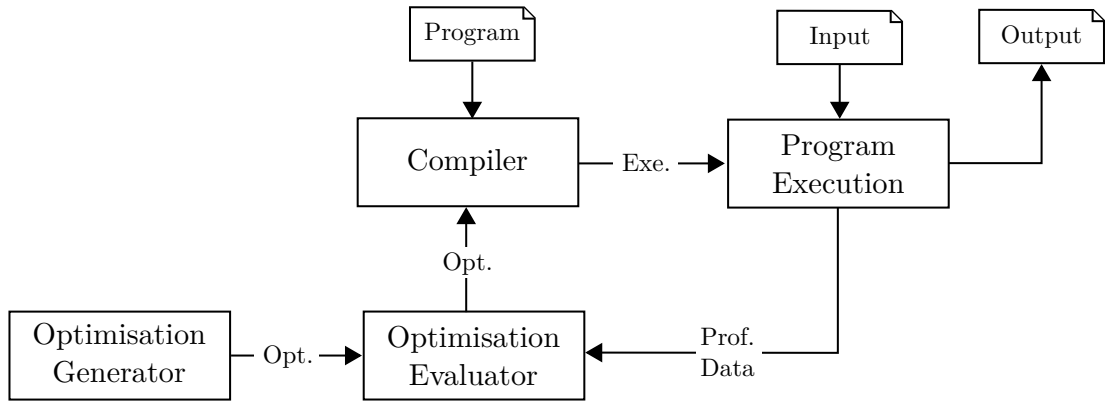 Program
Input
Output
Compiler
Exe.
Program
Execution
Opt.
Optimisation
Generator
Opt.
Optimisation
Evaluator
Prof.
Data